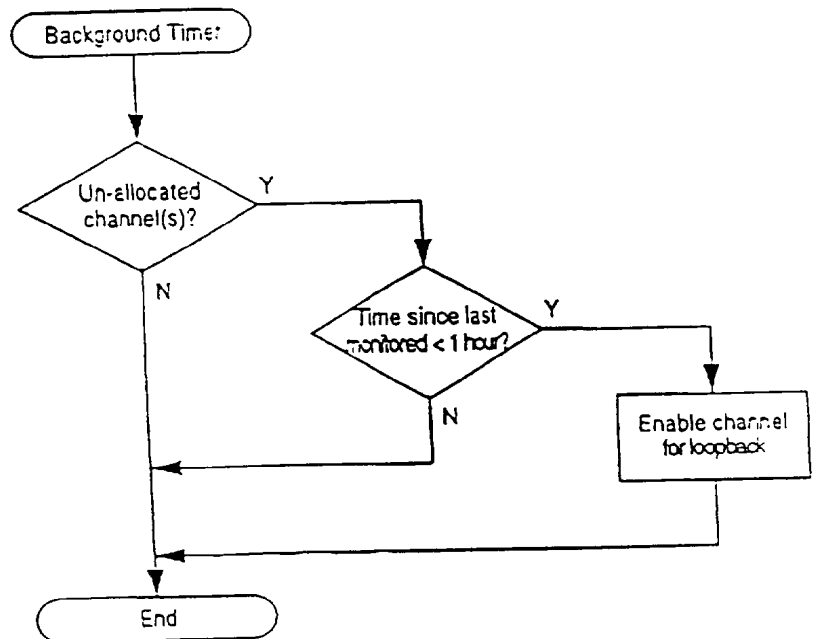 Background Timer
Un-allocated
channel(s)?
Y
N
Time since last
monitored < 1 hour?
Y
N
Enable channel
for loopback
End